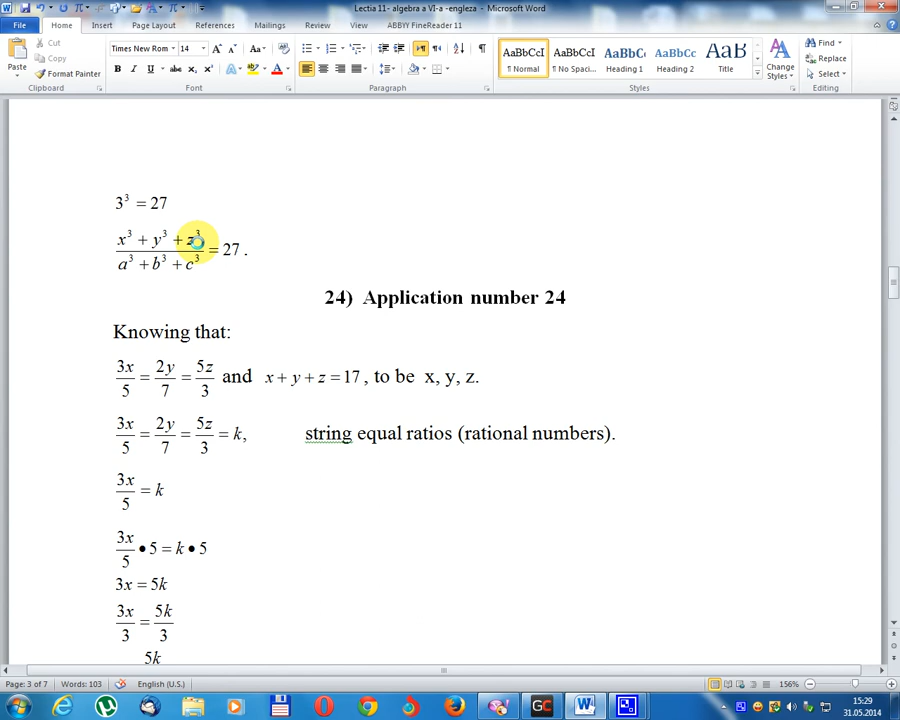 Lectia 11- algebra a VI-a -engleza - Microsoft Word
File Home Insert Page Layout References Mailings Review View ABBYY FineReader 11
Paste Cut Copy Format Painter Clipboard
Times New Rom 14 Font
Paragraph
AaBbCcI ¶ Normal AaBbCcI ¶ No Spaci... AaBbC Heading 1 AaBbCc Heading 2 AaB Title Change Styles Styles
Find Replace Select Editing
3³ = 27
x³ + y³ + z³ / a³ + b³ + c³ = 27 .
24) Application number 24
Knowing that:
3x/5 = 2y/7 = 5z/3 and x + y + z = 17 , to be x, y, z.
3x/5 = 2y/7 = 5z/3 = k, string equal ratios (rational numbers).
3x/5 = k
3x/5 • 5 = k • 5
3x = 5k
3x/3 = 5k/3
5k
Page: 3 of 7 Words: 103 English (U.S.) 156%
15:29
31.05.2014